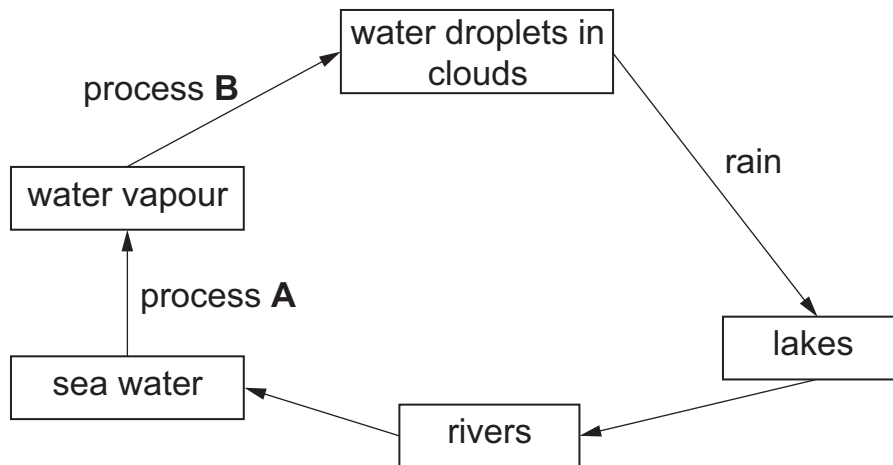 water droplets in
clouds
process B
rain
water vapour
process A
lakes
sea water
rivers